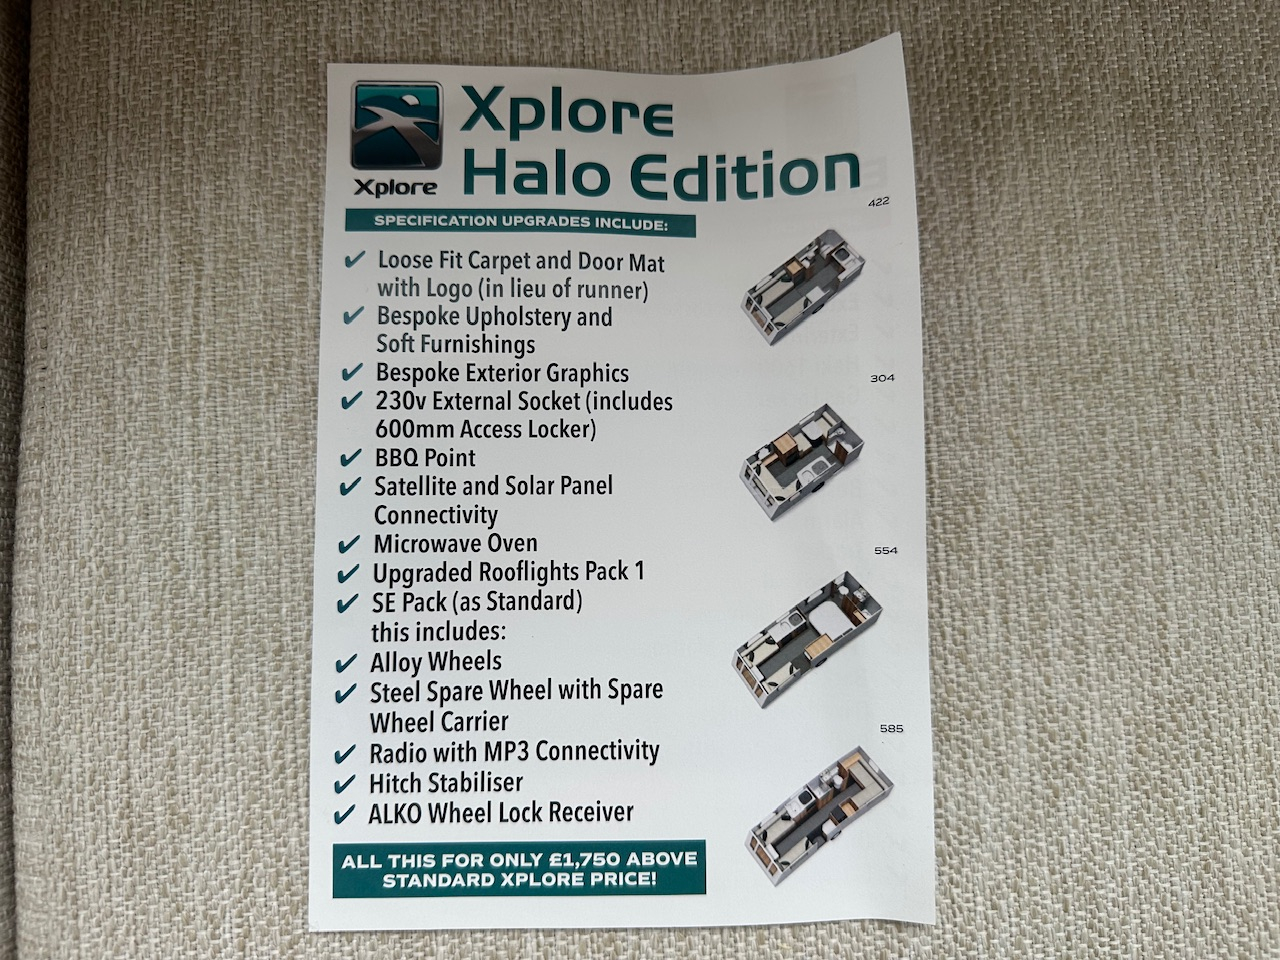 Xplore
Halo Edition
Xplore
SPECIFICATION UPGRADES INCLUDE:
✔ Loose Fit Carpet and Door Mat
with Logo (in lieu of runner)
✔ Bespoke Upholstery and
Soft Furnishings
✔ Bespoke Exterior Graphics
✔ 230v External Socket (includes
600mm Access Locker)
✔ BBQ Point
✔ Satellite and Solar Panel
Connectivity
✔ Microwave Oven
✔ Upgraded Rooflights Pack 1
✔ SE Pack (as Standard)
this includes:
✔ Alloy Wheels
✔ Steel Spare Wheel with Spare
Wheel Carrier
✔ Radio with MP3 Connectivity
✔ Hitch Stabiliser
✔ ALKO Wheel Lock Receiver
ALL THIS FOR ONLY £1,750 ABOVE
STANDARD XPLORE PRICE!
422
304
554
585